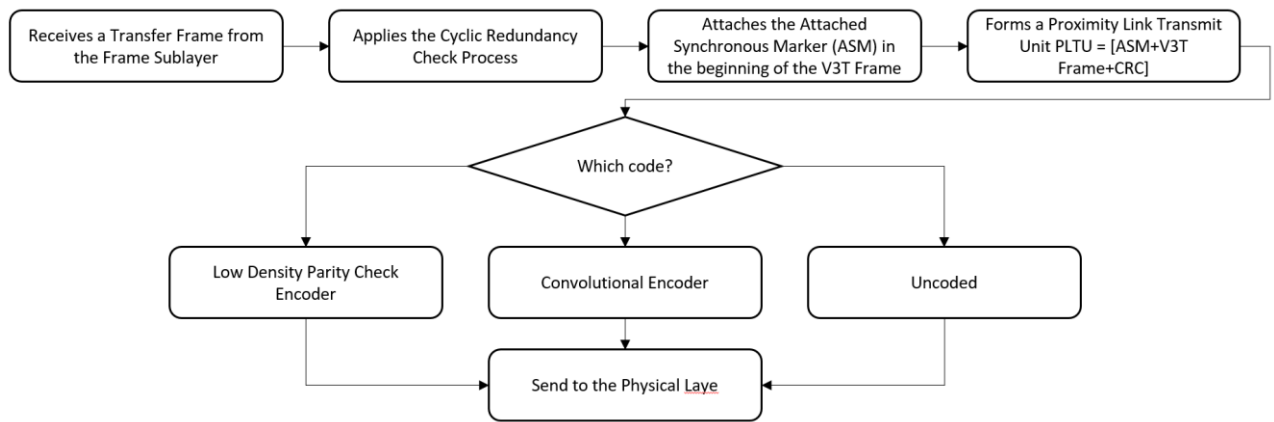 Receives a Transfer Frame from
the Frame Sublayer
Applies the Cyclic Redundancy
Check Process
Attaches the Attached
Synchronous Marker (ASM) in
the beginning of the V3T Frame
Forms a Proximity Link Transmit
Unit PLTU = [ASM+V3T
Frame+CRC]
Which code?
Low Density Parity Check
Encoder
Convolutional Encoder
Uncoded
Send to the Physical Laye